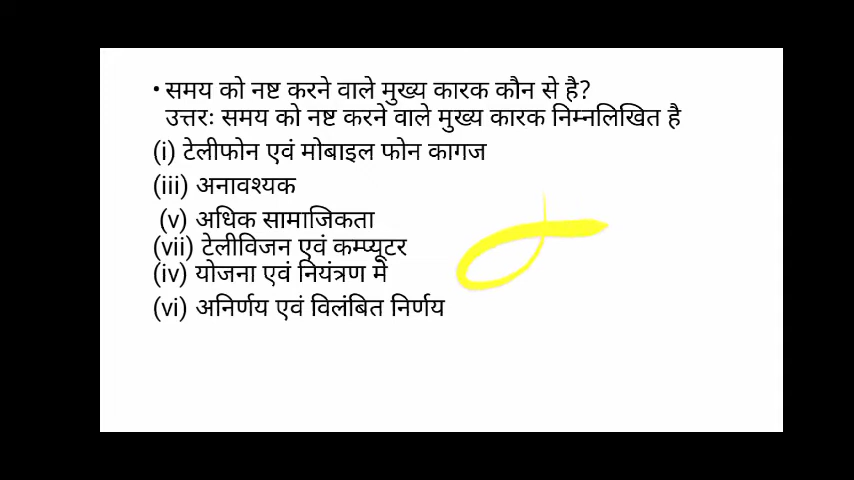 • समय को नष्ट करने वाले मुख्य कारक कौन से है?
उत्तर: समय को नष्ट करने वाले मुख्य कारक निम्नलिखित है
(i) टेलीफोन एवं मोबाइल फोन कागज
(iii) अनावश्यक
(v) अधिक सामाजिकता
(vii) टेलीविजन एवं कम्प्यूटर
(iv) योजना एवं नियंत्रण में
(vi) अनिर्णय एवं विलंबित निर्णय